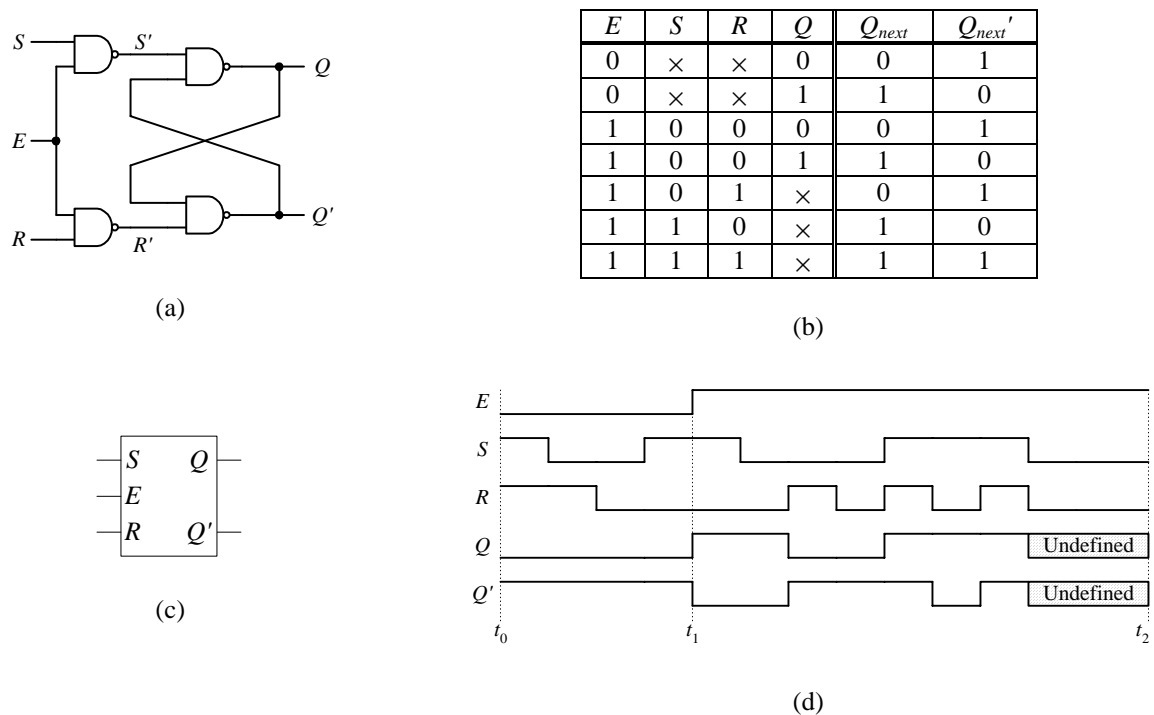 S
S'
Q
E
R
R'
Q'
(a)
E S R Q Qnext Qnext'
0 × × 0 0 1
0 × × 1 1 0
1 0 0 0 0 1
1 0 0 1 1 0
1 0 1 × 0 1
1 1 0 × 1 0
1 1 1 × 1 1
(b)
S Q
E
R Q'
(c)
E
S
R
Q Undefined
Q' Undefined
t0 t1 t2
(d)